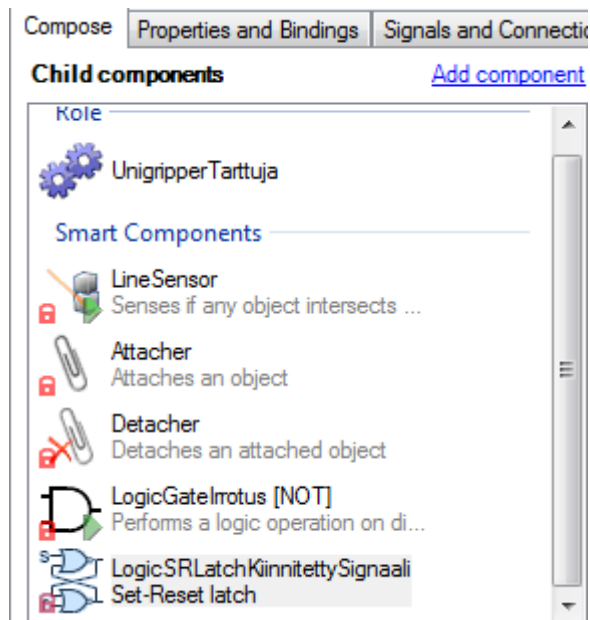 Compose Properties and Bindings Signals and Connectio
Child components Add component
Role
UnigripperTarttuja
Smart Components
LineSensor
Senses if any object intersects ...
Attacher
Attaches an object
Detacher
Detaches an attached object
LogicGateIrrotus [NOT]
Performs a logic operation on di...
S
LogicSRLatchKiinnitettySignaali
Set-Reset latch